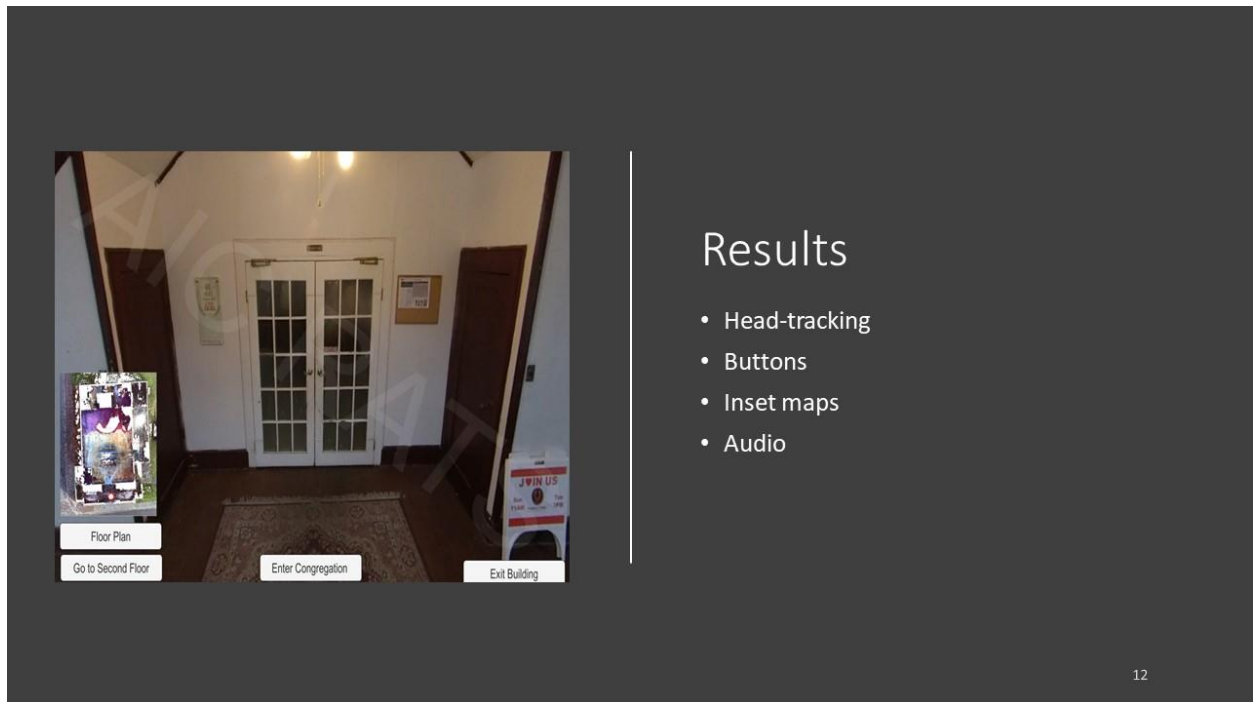 Results
• Head-tracking
• Buttons
• Inset maps
• Audio
JOIN US
Floor Plan
Go to Second Floor
Enter Congregation
Exit Building
12